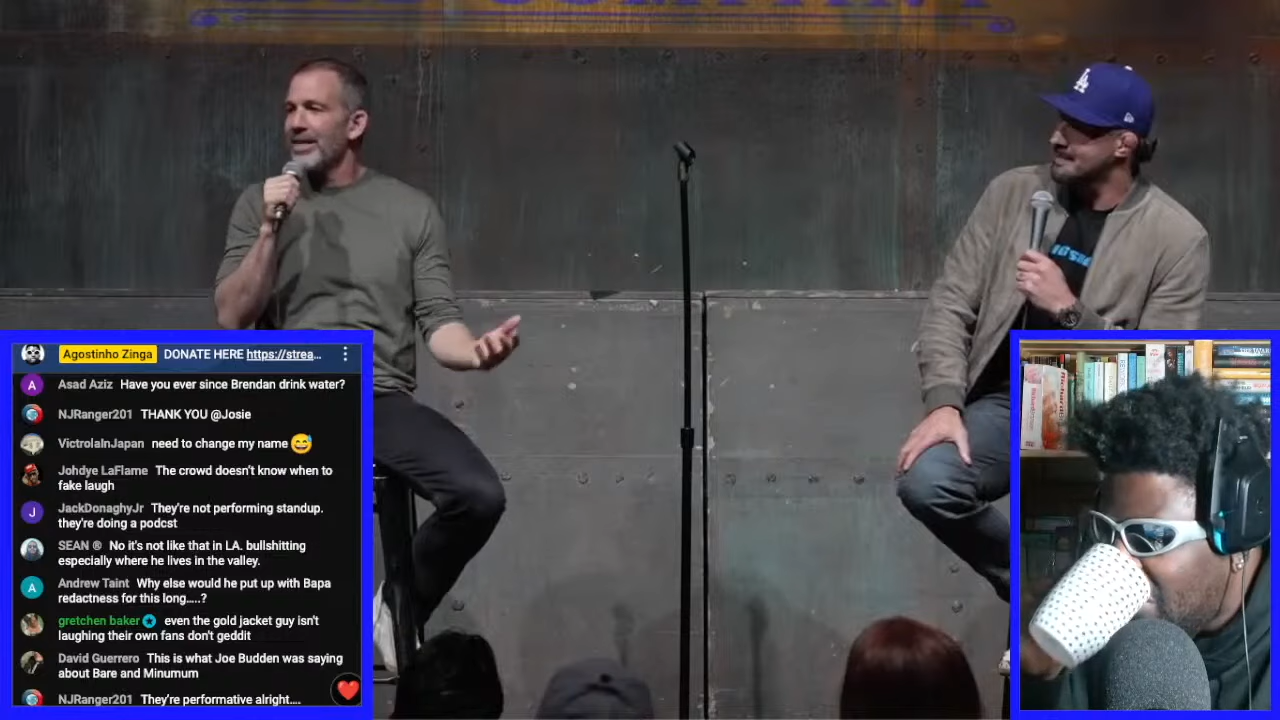 COMPANY
LA
Agostinho Zinga DONATE HERE https://strea...
A Asad Aziz Have you ever since Brendan drink water?
NJRanger201 THANK YOU @Josie
VictrolaInJapan need to change my name😅
Johdye LaFlame The crowd doesn't know when to
fake laugh
J JackDonaghyJr They're not performing standup.
they're doing a podcst
SEAN ® No it's not like that in LA. bullshitting
especially where he lives in the valley.
A Andrew Taint Why else would he put up with Bapa
redactness for this long.....?
gretchen baker even the gold jacket guy isn't
laughing their own fans don't geddit
David Guerrero This is what Joe Budden was saying
about Bare and Minumum
NJRanger201 They're performative alright....